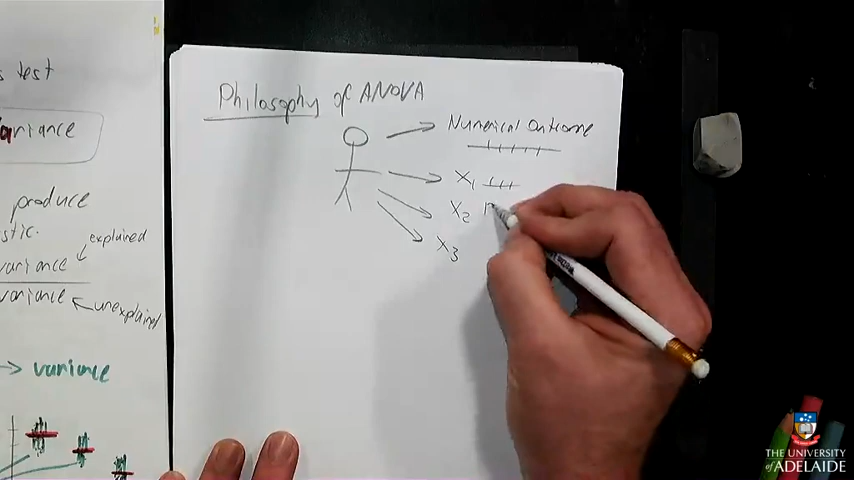 s test
variance
produce
stic.
explained
variance
variance
unexplained
variance
Philosophy of ANOVA
Numerical Outcome
X1
X2
X3
THE UNIVERSITY
of ADELAIDE